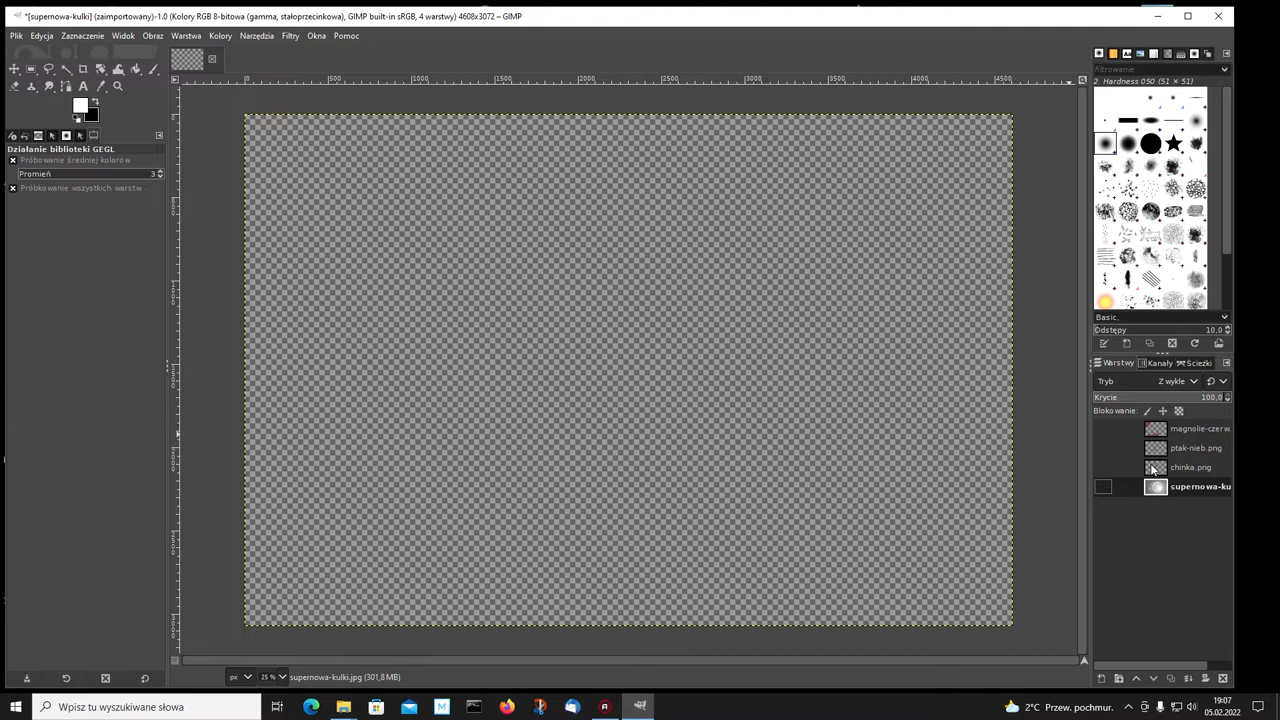 *[supernowa-kulki] (zaimportowany)-1.0 (Kolory RGB 8-bitowa (gamma, stałoprzecinkowa), GIMP built-in sRGB, 4 warstwy) 4608x3072 – GIMP
Plik Edycja Zaznaczenie Widok Obraz Warstwa Kolory Narzędzia Filtry Okna Pomoc
filtrowanie
2. Hardness 050 (51 × 51)
0 500 1000 1500 2000 2500 3000 3500 4000 4500
Działanie biblioteki GEGL
Próbowanie średniej kolorów
Promień 3
Próbkowanie wszystkich warstw
Basic,
Odstępy 10,0
Warstwy Kanały Ścieżki
Tryb Zwykłe
Krycie 100,0
Blokowanie:
magnolie-czerw.
ptak-nieb.png
chinka.png
supernowa-ku
px 25 % supernowa-kulki.jpg (301,8 MB)
Wpisz tu wyszukiwane słowa
M
2°C Przew. pochmur.
19:07
05.02.2022